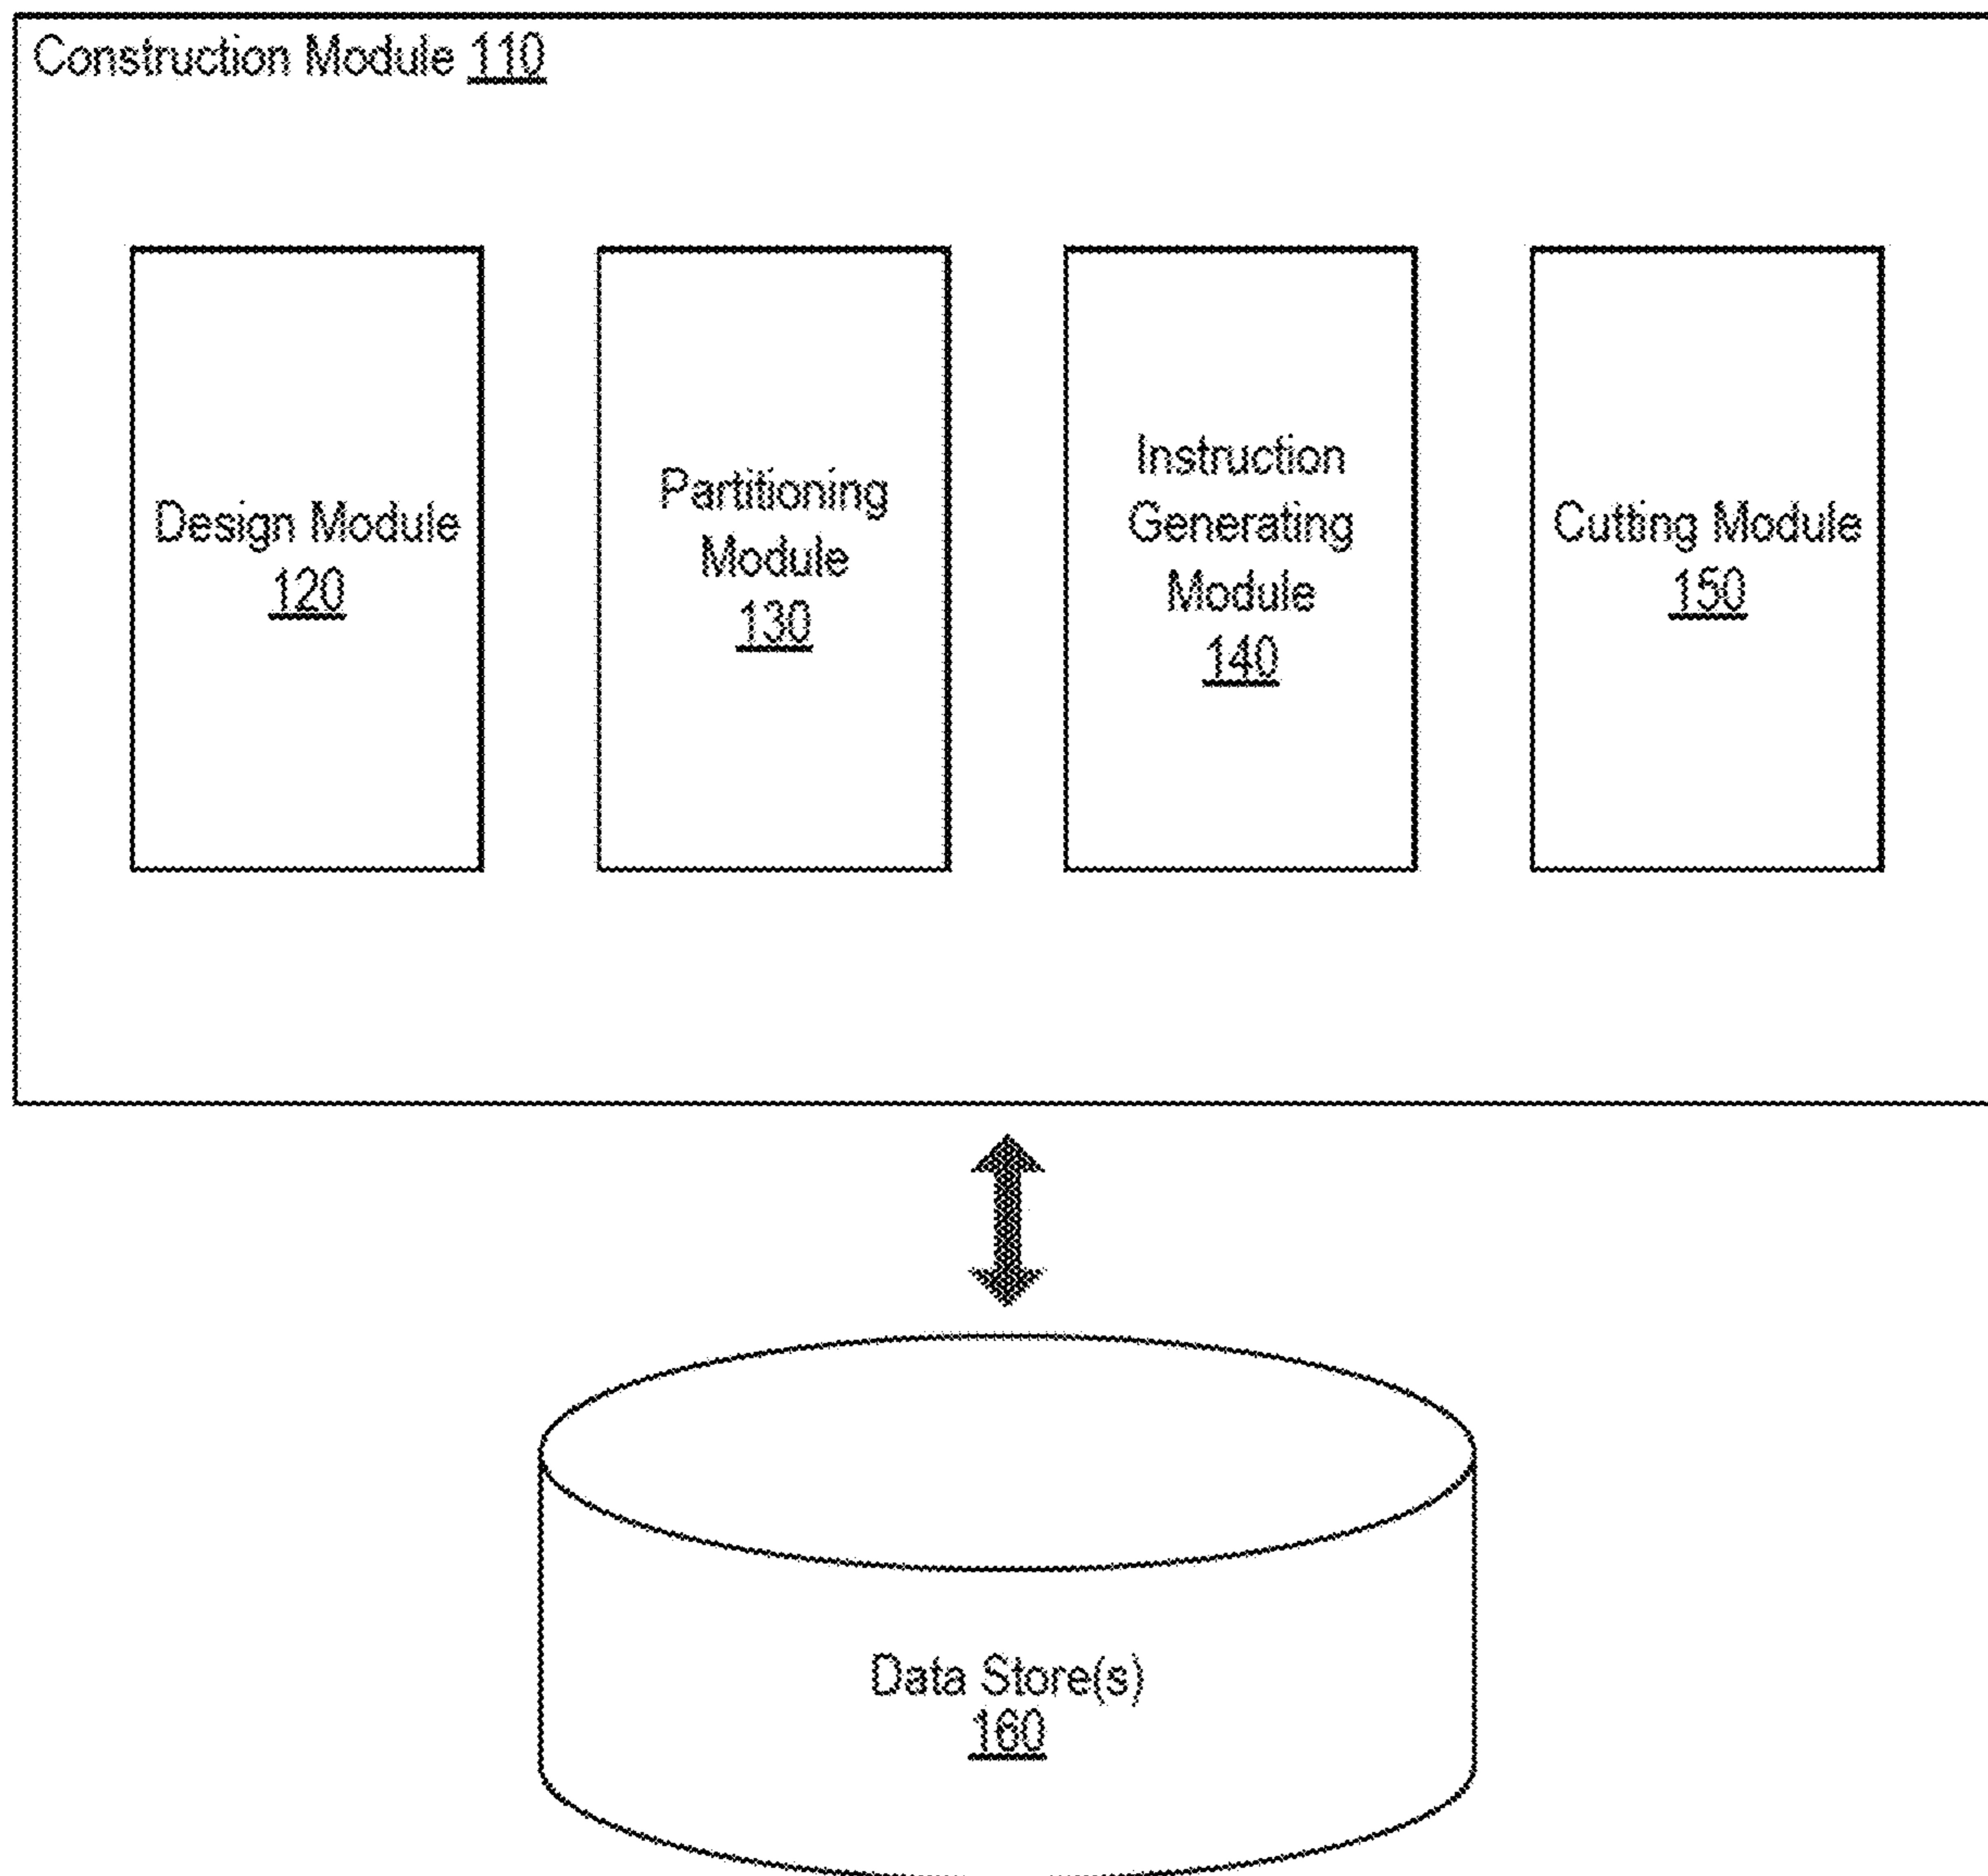 Construction Module 110
Design Module
120
Partitioning
Module
130
Instruction
Generating
Module
140
Cutting Module
150
Data Store(s)
160